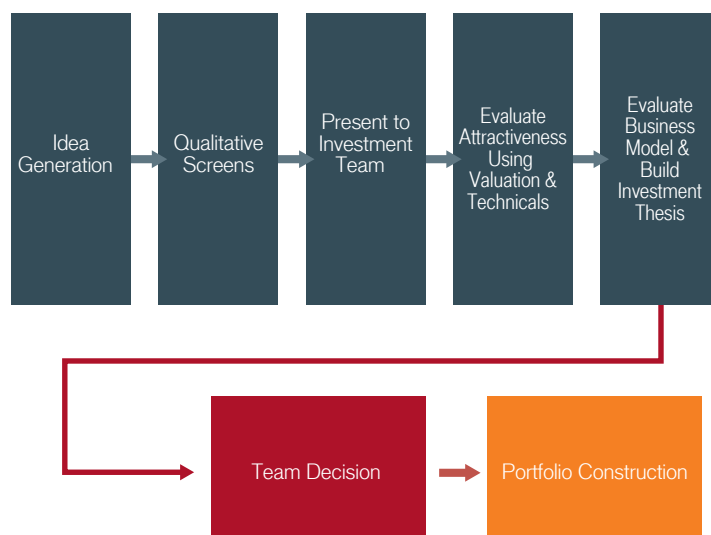 Idea
Generation
Qualitative
Screens
Present to
Investment
Team
Evaluate
Attractiveness
Using
Valuation &
Technicals
Evaluate
Business
Model &
Build
Investment
Thesis
Team Decision
Portfolio Construction